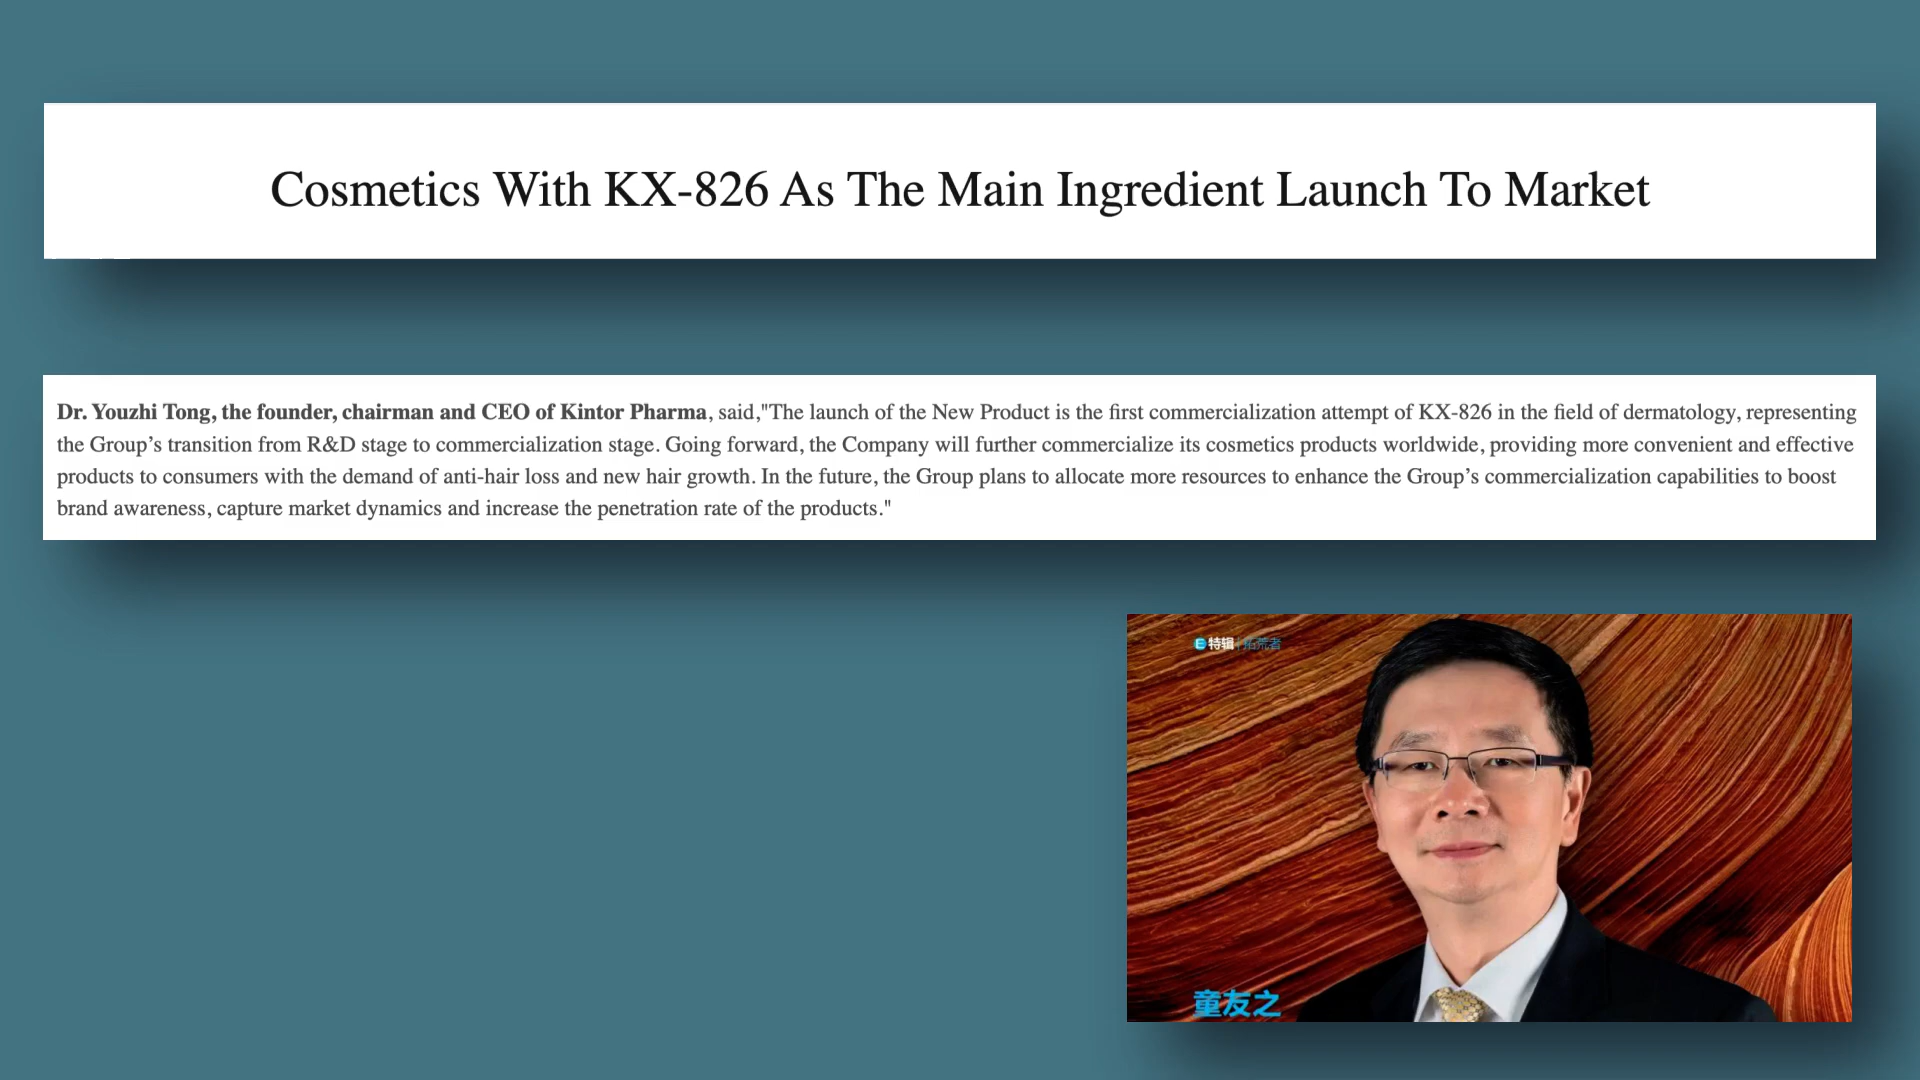 Cosmetics With KX-826 As The Main Ingredient Launch To Market
Dr. Youzhi Tong, the founder, chairman and CEO of Kintor Pharma, said,"The launch of the New Product is the first commercialization attempt of KX-826 in the field of dermatology, representing
the Group’s transition from R&D stage to commercialization stage. Going forward, the Company will further commercialize its cosmetics products worldwide, providing more convenient and effective
products to consumers with the demand of anti-hair loss and new hair growth. In the future, the Group plans to allocate more resources to enhance the Group’s commercialization capabilities to boost
brand awareness, capture market dynamics and increase the penetration rate of the products."
E特辑|拓荒者
童友之